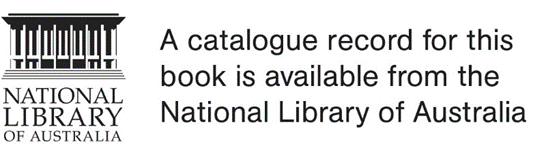 NATIONAL
LIBRARY
OF AUSTRALIA
A catalogue record for this
book is available from the
National Library of Australia